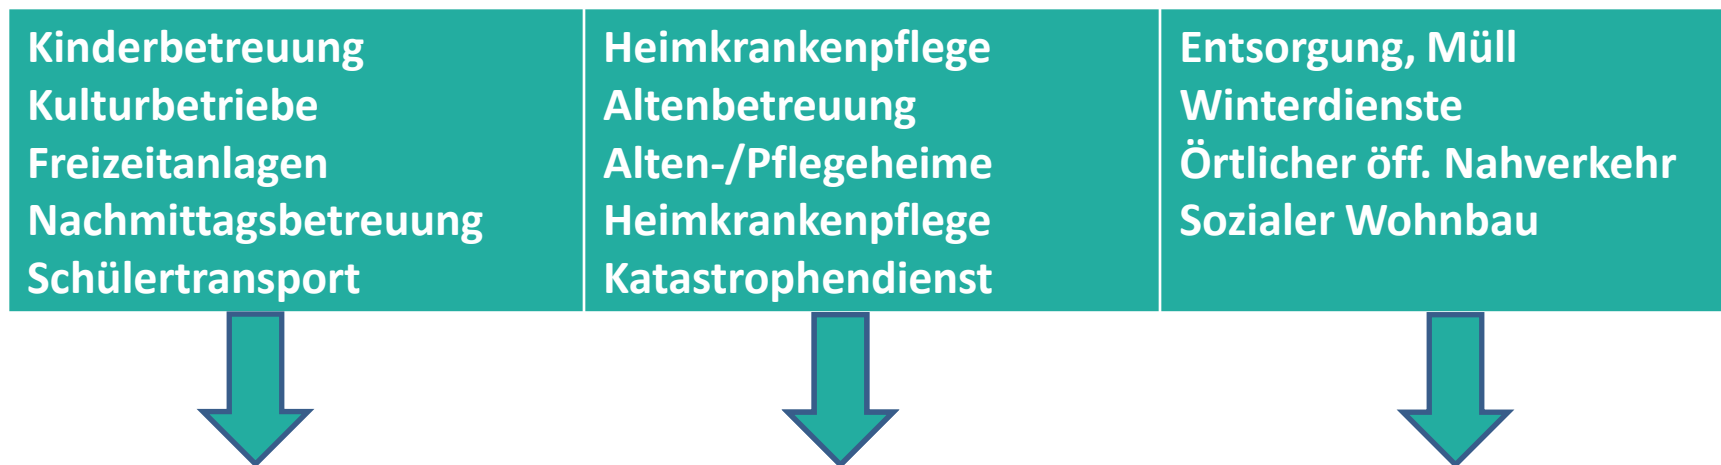 Kinderbetreuung
Kulturbetriebe
Freizeitanlagen
Nachmittagsbetreuung
Schülertransport
Heimkrankenpflege
Altenbetreuung
Alten-/Pflegeheime
Heimkrankenpflege
Katastrophendienst
Entsorgung, Müll
Winterdienste
Örtlicher öff. Nahverkehr
Sozialer Wohnbau